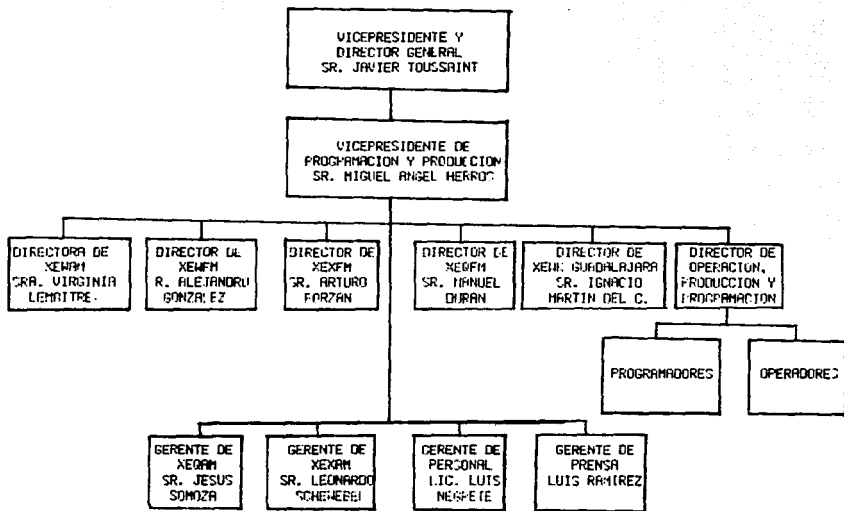 VICEPRESIDENTE Y
DIRECTOR GENERAL
SR. JAVIER TOUSSAINT
VICEPRESIDENTE DE
PROGRAMACION Y PRODUCCION
SR. MIGUEL ANGEL HERROS
DIRECTORA DE
XEWAM
SRA. VIRGINIA
LEMAITRE.
DIRECTOR DE
XEWFM
R. ALEJANDRO
GONZALEZ
DIRECTOR DE
XEXFM
SR. ARTURO
FORZAN
DIRECTOR DE
XEQFM
SR. MANUEL
DURAN
DIRECTOR DE
XEWK GUADALAJARA
SR. IGNACIO
MARTIN DEL C.
DIRECTOR DE
OPERACION,
PRODUCCION Y
PROGRAMACION
PROGRAMADORES
OPERADORES
GERENTE DE
XEQAM
SR. JESUS
SOMOZA
GERENTE DE
XEXAM
SR. LEONARDO
GERENTE DE
PERSONAL
LIC. LUIS
NEGRETE
GERENTE DE
PRENSA
LUIS RAMIREZ